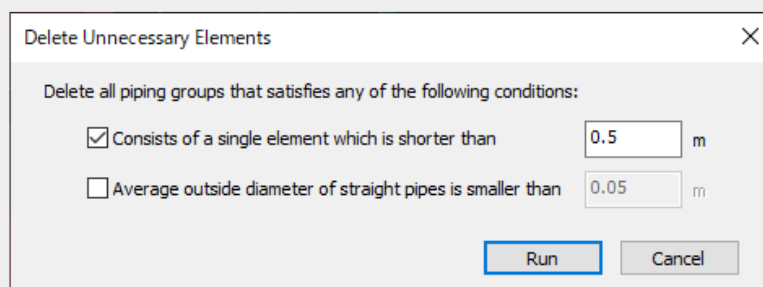 Delete Unnecessary Elements
Delete all piping groups that satisfies any of the following conditions:
Consists of a single element which is shorter than 0.5 m
Average outside diameter of straight pipes is smaller than 0.05 m
Run Cancel